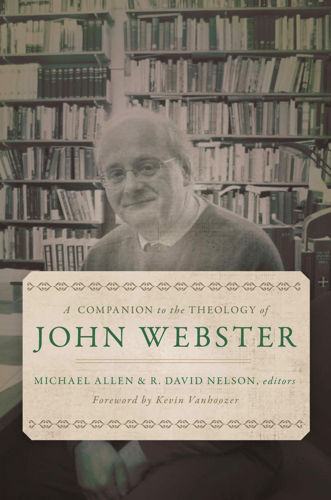 A COMPANION to the THEOLOGY of
JOHN WEBSTER
MICHAEL ALLEN & R. DAVID NELSON, editors
Foreword by Kevin Vanhoozer